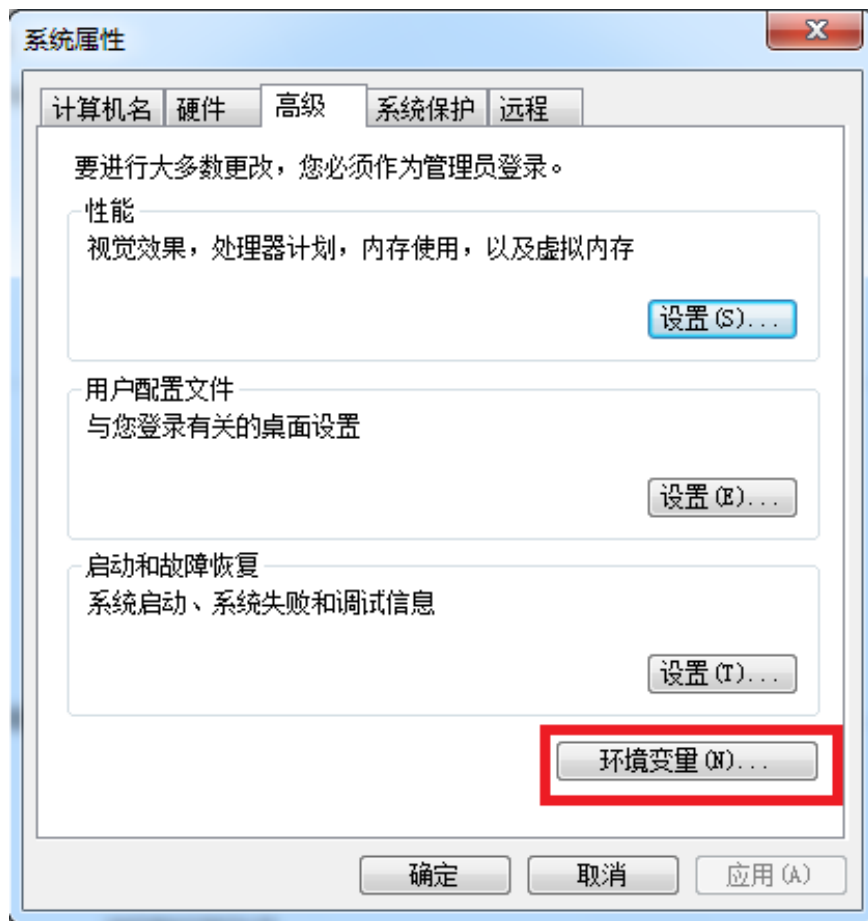 系统属性
计算机名 硬件 高级 系统保护 远程
要进行大多数更改，您必须作为管理员登录。
性能
视觉效果，处理器计划，内存使用，以及虚拟内存
设置(S)...
用户配置文件
与您登录有关的桌面设置
设置(E)...
启动和故障恢复
系统启动、系统失败和调试信息
设置(T)...
环境变量(N)...
确定 取消 应用(A)